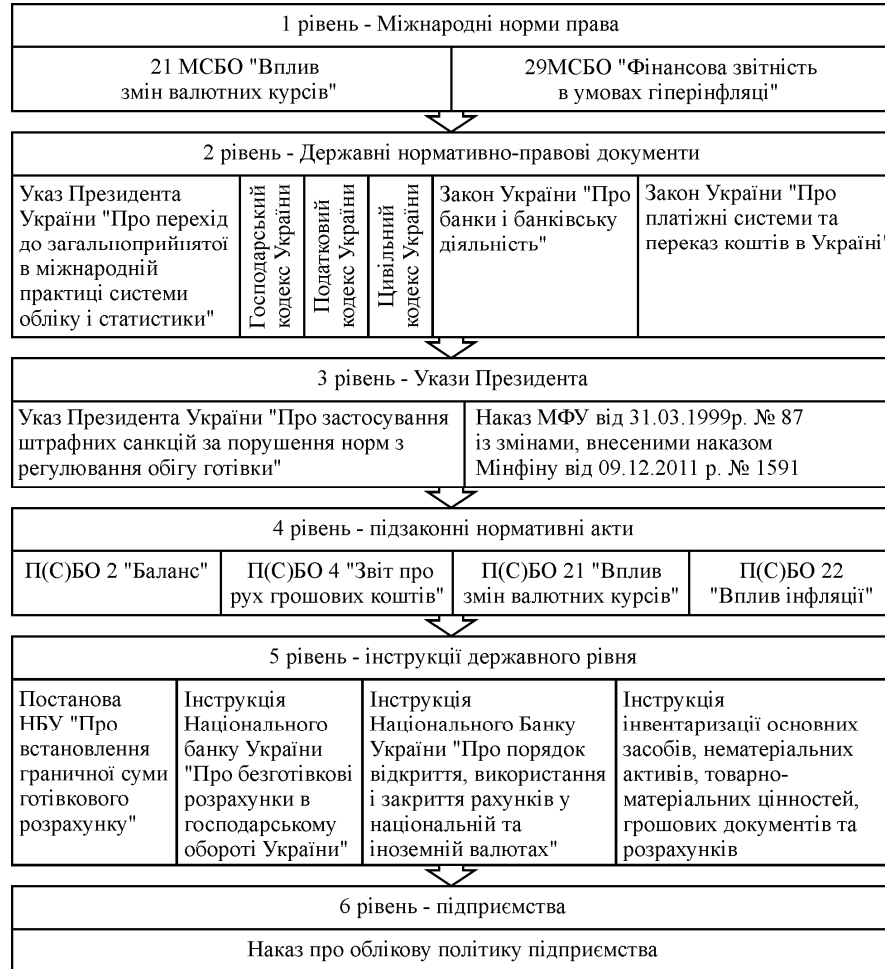 1 рівень - Міжнародні норми права
21 МСБО "Вплив
змін валютних курсів"
29МСБО "Фінансова звітність
в умовах гіперінфляці"
2 рівень - Державні нормативно-правові документи
Указ Президента
України "Про перехід
до загальноприйнятої
в міжнародній
практиці системи
обліку і статистики"
Господарський
кодекс України
Податковий
кодекс України
Цивільний
кодекс України
Закон України "Про
банки і банківську
діяльність"
Закон України "Про
платіжні системи та
переказ коштів в Україні"
3 рівень - Укази Президента
Указ Президента України "Про застосування
штрафних санкцій за порушення норм з
регулювання обігу готівки"
Наказ МФУ від 31.03.1999р. № 87
із змінами, внесеними наказом
Мінфіну від 09.12.2011 р. № 1591
4 рівень - підзаконні нормативні акти
П(С)БО 2 "Баланс"
П(С)БО 4 "Звіт про
рух грошових коштів"
П(С)БО 21 "Вплив
змін валютних курсів"
П(С)БО 22
"Вплив інфляції"
5 рівень - інструкції державного рівня
Постанова
НБУ "Про
встановлення
граничної суми
готівкового
розрахунку"
Інструкція
Національного
банку України
"Про безготівкові
розрахунки в
господарському
обороті України"
Інструкція
Національного Банку
України "Про порядок
відкриття, використання
і закриття рахунків у
національній та
іноземній валютах"
Інструкція
інвентаризації основних
засобів, нематеріальних
активів, товарно-
матеріальних цінностей,
грошових документів та
розрахунків
6 рівень - підприємства
Наказ про облікову політику підприємства